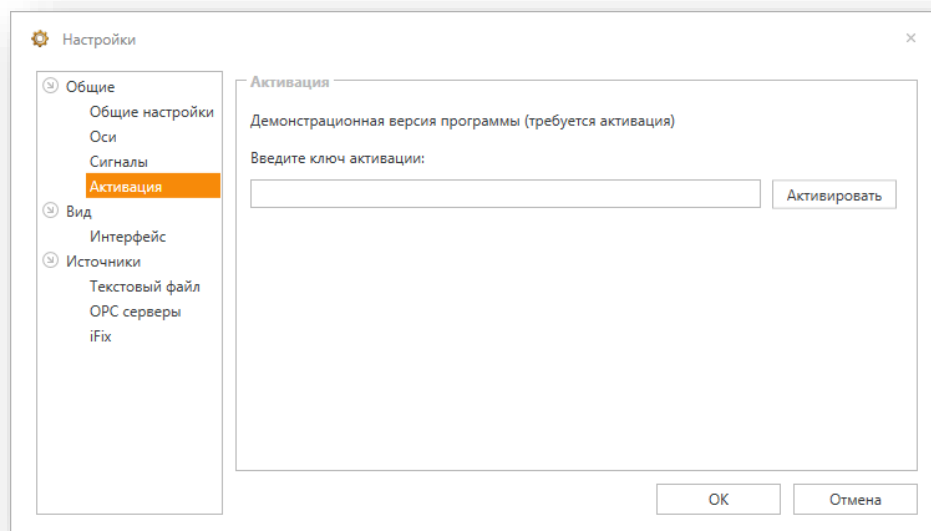 Настройки
Общие
Общие настройки
Оси
Сигналы
Активация
Вид
Интерфейс
Источники
Текстовый файл
OPC серверы
iFix
Активация
Демонстрационная версия программы (требуется активация)
Введите ключ активации:
Активировать
OK
Отмена